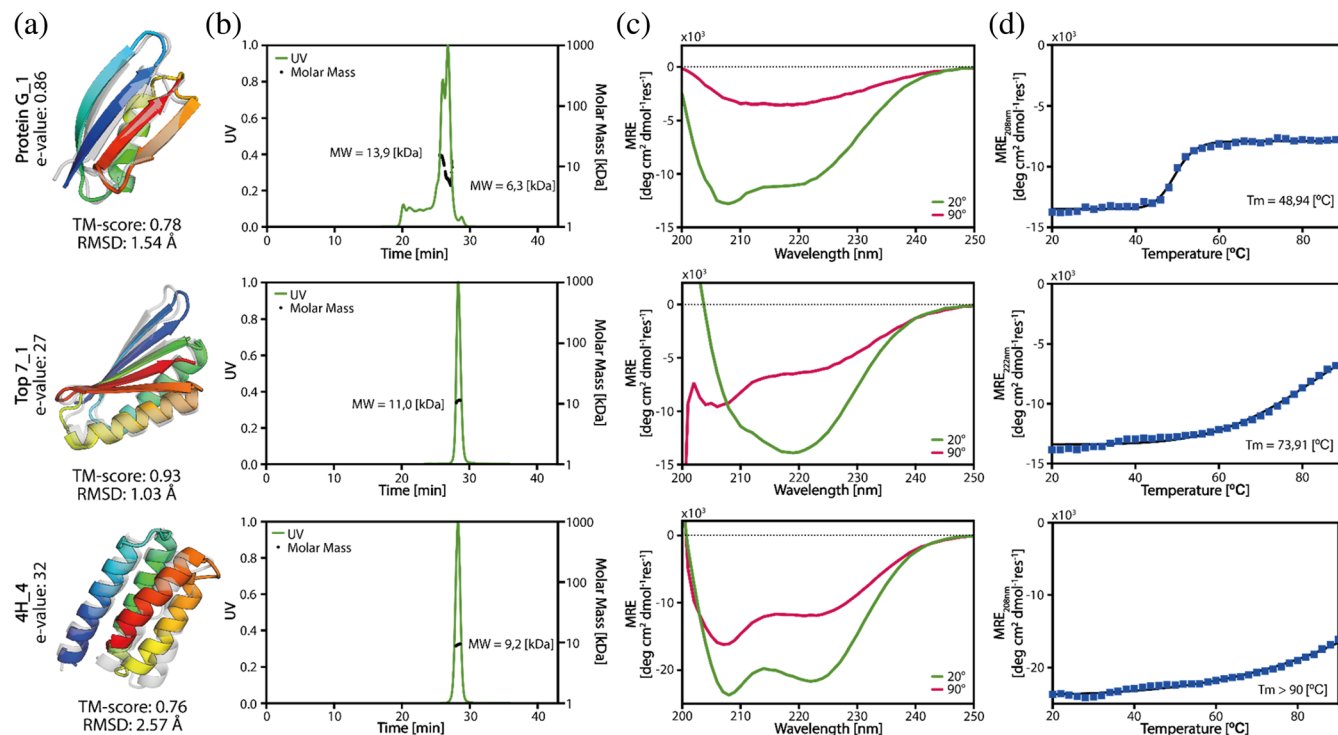 (a)
(b)
(c)
(d)
Protein G_1
e-value: 0.86
TM-score: 0.78
RMSD: 1.54 Å
1.0
0.8
0.6
0.4
0.2
0.0
UV
UV
Molar Mass
MW = 13,9 [kDa]
MW = 6,3 [kDa]
1000
100
10
1
Molar Mass [kDa]
0
20
40
Time [min]
x10³
0
-5
-10
-15
MRE
[deg cm² dmol⁻¹res⁻¹]
20°
90°
200
210
220
230
240
250
Wavelength [nm]
x10³
0
-5
-10
-15
MRE208nm
[deg cm² dmol⁻¹res⁻¹]
Tm = 48,94 [ºC]
20
40
60
80
Temperature [ºC]
Top 7_1
e-value: 27
TM-score: 0.93
RMSD: 1.03 Å
1.0
0.8
0.6
0.4
0.2
0.0
UV
UV
Molar Mass
MW = 11,0 [kDa]
1000
100
10
1
Molar Mass [kDa]
0
20
40
Time [min]
x10³
0
-5
-10
-15
MRE
[deg cm² dmol⁻¹res⁻¹]
20°
90°
200
210
220
230
240
250
Wavelength [nm]
x10³
0
-5
-10
-15
MRE222nm
[deg cm² dmol⁻¹res⁻¹]
Tm = 73,91 [ºC]
20
40
60
80
Temperature [ºC]
4H_4
e-value: 32
TM-score: 0.76
RMSD: 2.57 Å
1.0
0.8
0.6
0.4
0.2
0.0
UV
UV
Molar Mass
MW = 9,2 [kDa]
1000
100
10
1
Molar Mass [kDa]
0
20
40
Time [min]
x10³
0
-10
-20
MRE
[deg cm² dmol⁻¹res⁻¹]
20°
90°
200
210
220
230
240
250
Wavelength [nm]
x10³
0
-10
-20
MRE208nm
[deg cm² dmol⁻¹res⁻¹]
Tm > 90 [ºC]
20
40
60
80
Temperature [ºC]